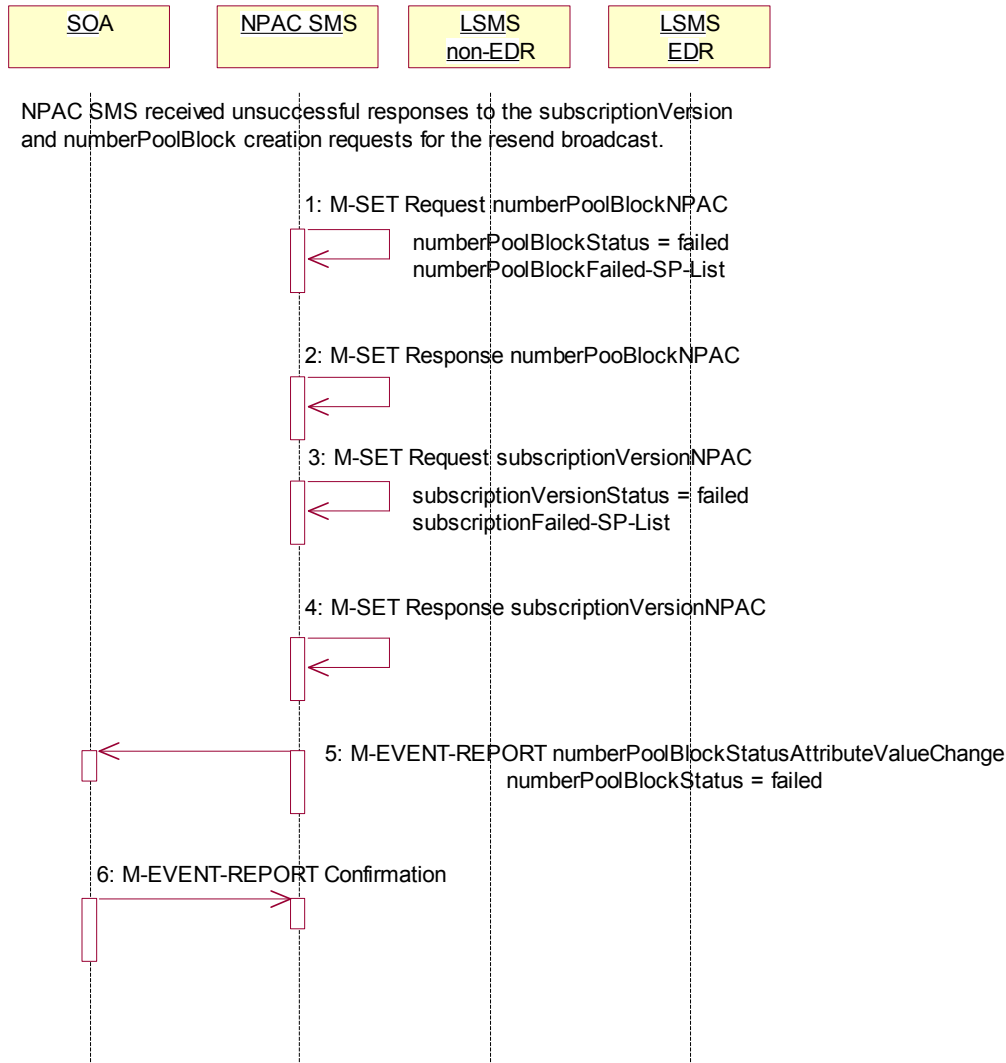 SOA
NPAC SMS
LSMS
non-EDR
LSMS
EDR
NPAC SMS received unsuccessful responses to the subscriptionVersion
and numberPoolBlock creation requests for the resend broadcast.
1: M-SET Request numberPoolBlockNPAC
numberPoolBlockStatus = failed
numberPoolBlockFailed-SP-List
2: M-SET Response numberPooBlockNPAC
3: M-SET Request subscriptionVersionNPAC
subscriptionVersionStatus = failed
subscriptionFailed-SP-List
4: M-SET Response subscriptionVersionNPAC
5: M-EVENT-REPORT numberPoolBlockStatusAttributeValueChange
numberPoolBlockStatus = failed
6: M-EVENT-REPORT Confirmation